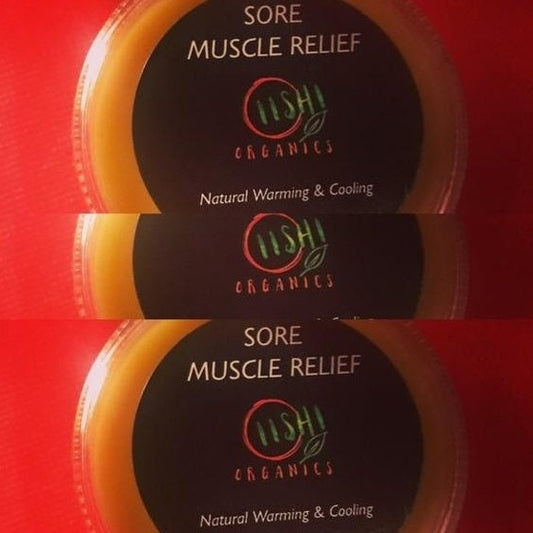 SORE
MUSCLE RELIEF
IISHI
ORGANICS
Natural Warming & Cooling
IISHI
ORGANICS
SORE
MUSCLE RELIEF
IISHI
ORGANICS
Natural Warming & Cooling